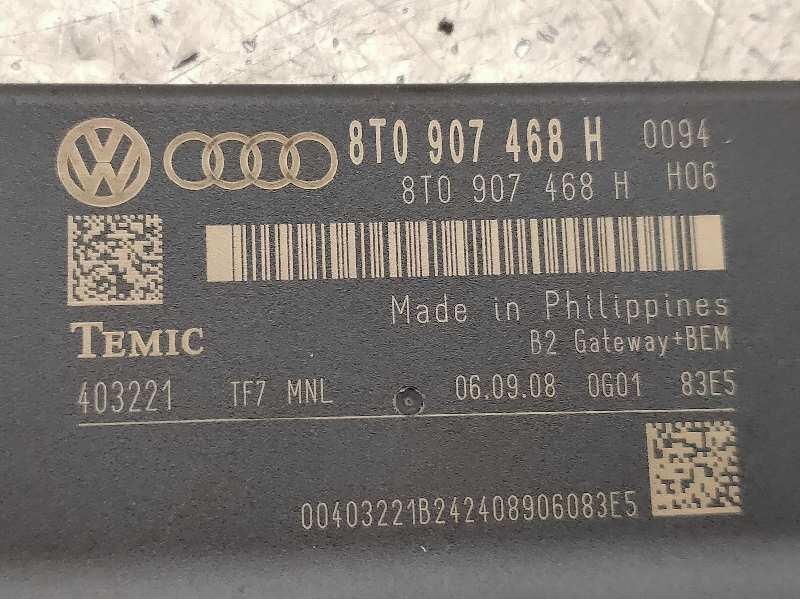 8T0 907 468 H 0094
8T0 907 468 H H06
Made in Philippines
TEMIC
B2 Gateway+BEM
403221 TF7 MNL 06.09.08 0G01 83E5
00403221B242408906083E5